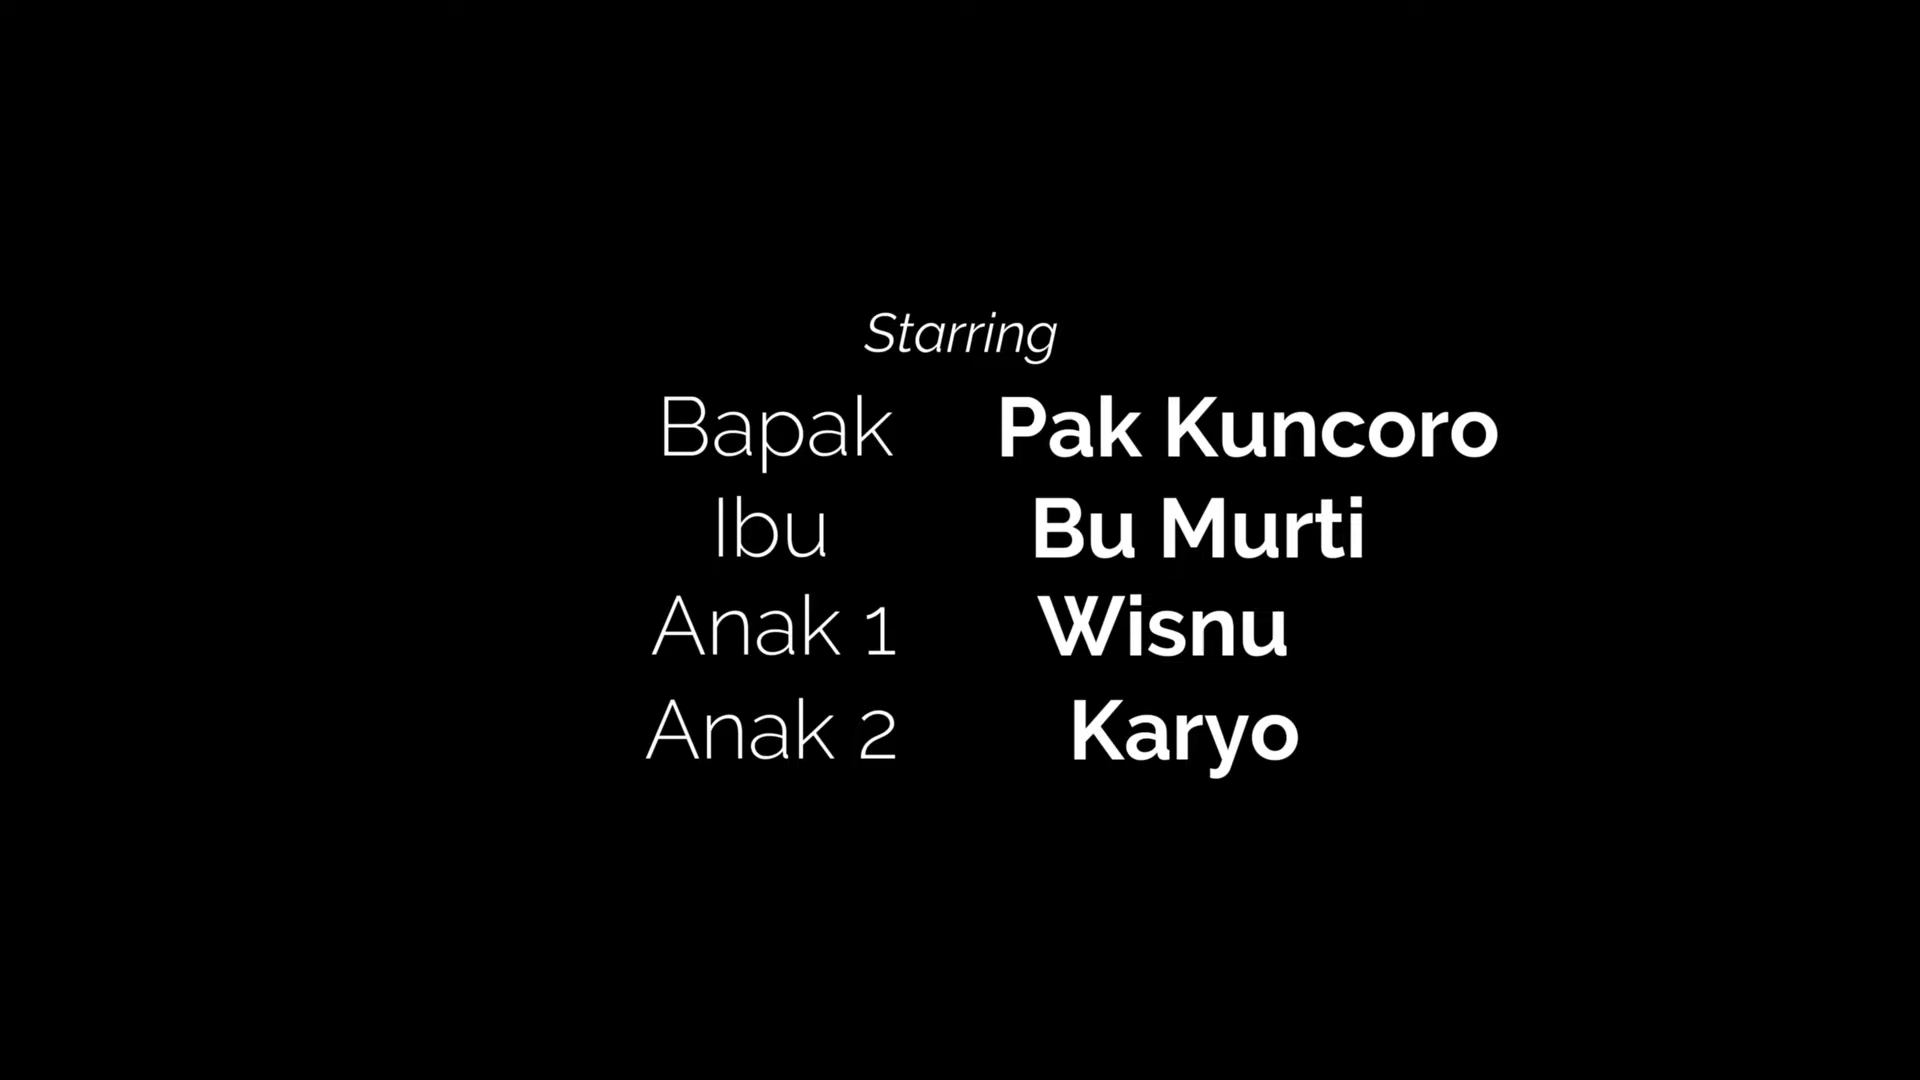 Starring
Bapak Pak Kuncoro
Ibu Bu Murti
Anak 1 Wisnu
Anak 2 Karyo